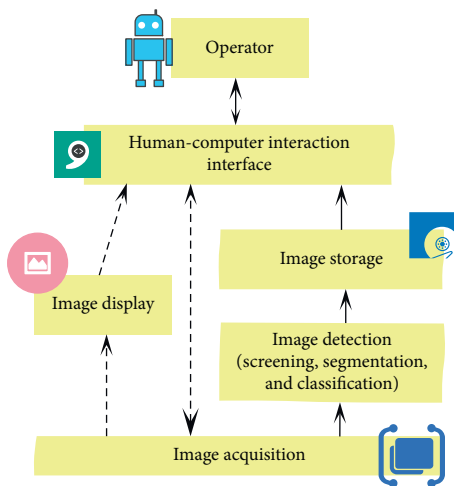 Operator
Human-computer interaction
interface
Image storage
Image display
Image detection
(screening, segmentation,
and classification)
Image acquisition